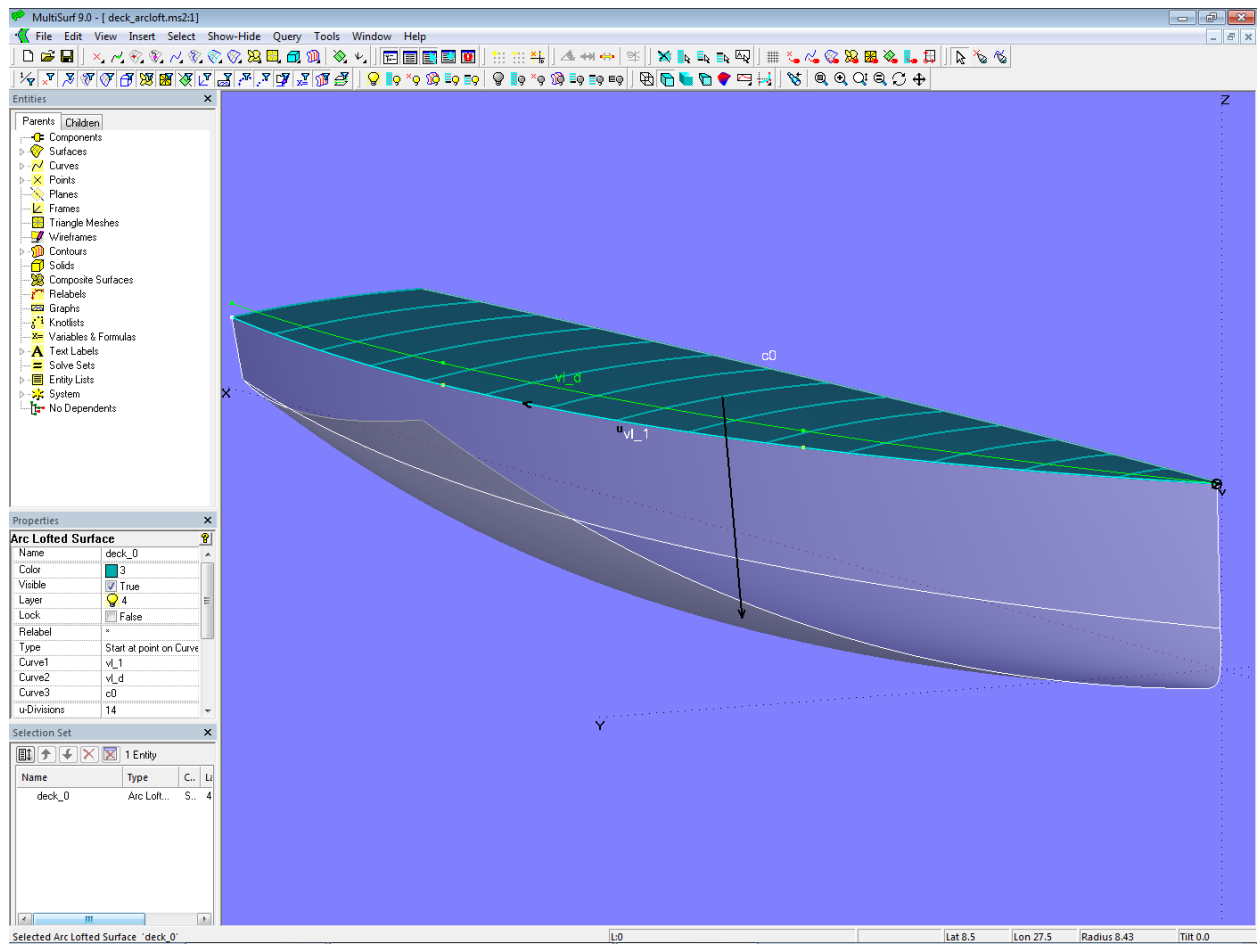 MultiSurf 9.0 - [ deck_arcloft.ms2:1]
File Edit View Insert Select Show-Hide Query Tools Window Help
Entities
Parents Children
Components
Surfaces
Curves
Points
Planes
Frames
Triangle Meshes
Wireframes
Contours
Solids
Composite Surfaces
Relabels
Graphs
Knotlists
Variables & Formulas
Text Labels
Solve Sets
Entity Lists
System
No Dependents
Z
c0
vl_d
X
u
vl_1
v
Y
Properties
Arc Lofted Surface
Name deck_0
Color 3
Visible True
Layer 4
Lock False
Relabel *
Type Start at point on Curve
Curve1 vl_1
Curve2 vl_d
Curve3 c0
u-Divisions 14
Selection Set
1 Entity
Name Type C.. La
deck_0 Arc Loft... S.. 4
Selected Arc Lofted Surface 'deck_0' L:0 Lat 8.5 Lon 27.5 Radius 8.43 Tilt 0.0